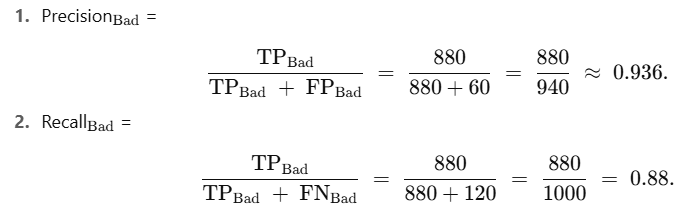 1. Precision_Bad =
TP_Bad / (TP_Bad + FP_Bad) = 880 / (880 + 60) = 880 / 940 ≈ 0.936.
2. Recall_Bad =
TP_Bad / (TP_Bad + FN_Bad) = 880 / (880 + 120) = 880 / 1000 = 0.88.